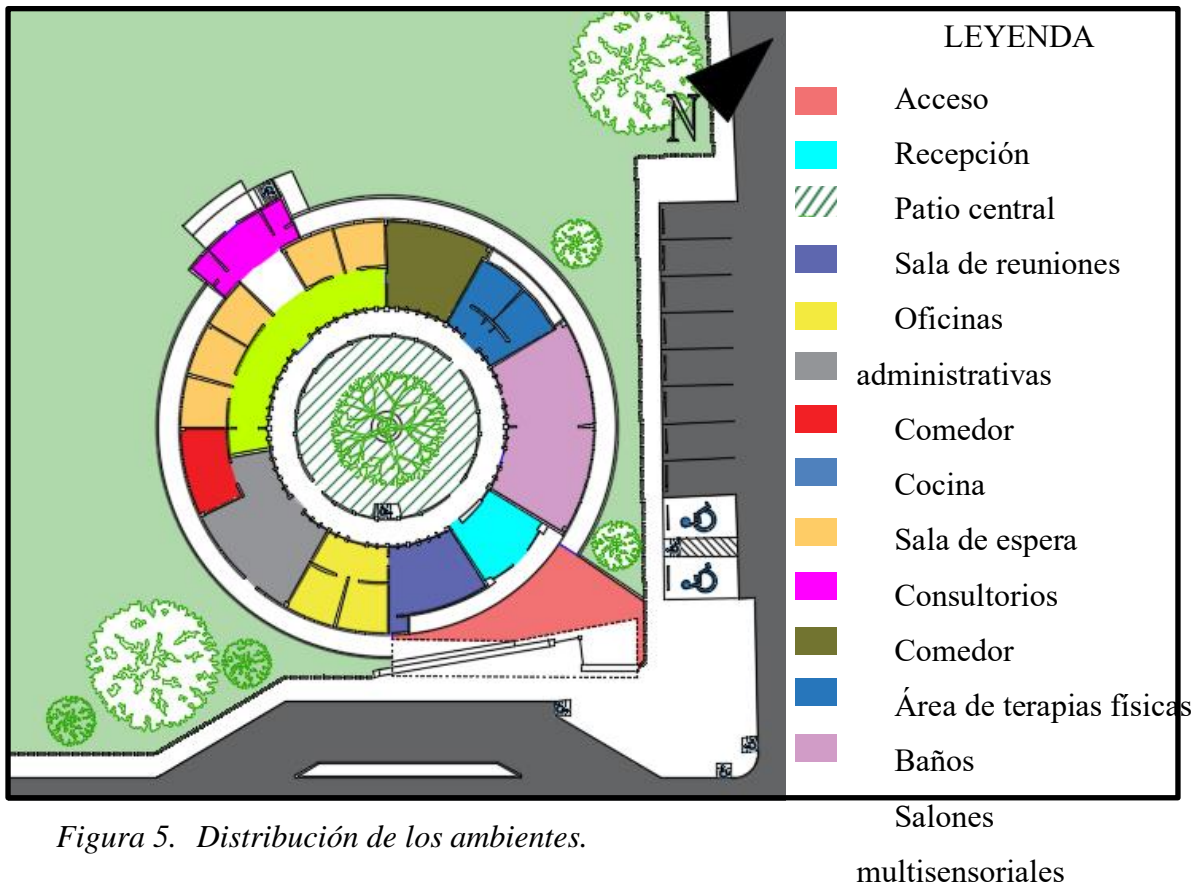 LEYENDA
Acceso
Recepción
Patio central
Sala de reuniones
Oficinas
administrativas
Comedor
Cocina
Sala de espera
Consultorios
Comedor
Área de terapias físicas
Baños
Salones
multisensoriales
N
Figura 5. Distribución de los ambientes.